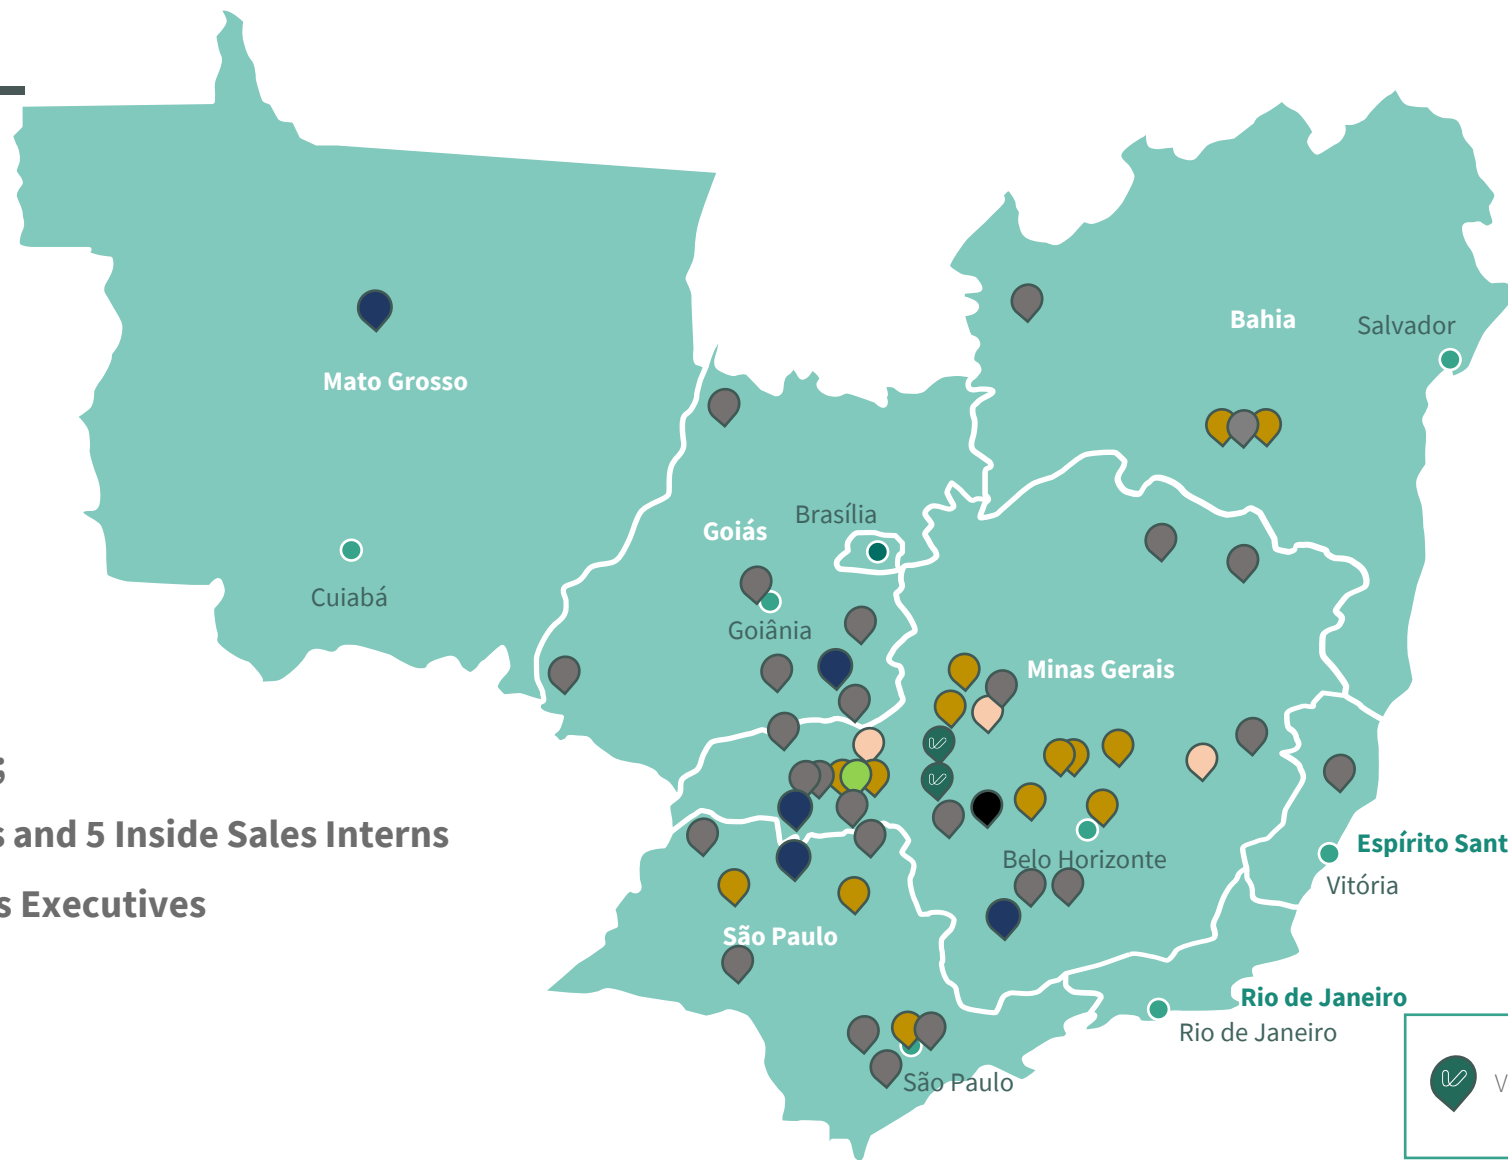 Bahia
Salvador
Mato Grosso
Brasília
Goiás
Cuiabá
Goiânia
Minas Gerais
;
s and 5 Inside Sales Interns
Belo Horizonte
Espírito Sant
Vitória
s Executives
São Paulo
Rio de Janeiro
Rio de Janeiro
São Paulo
V